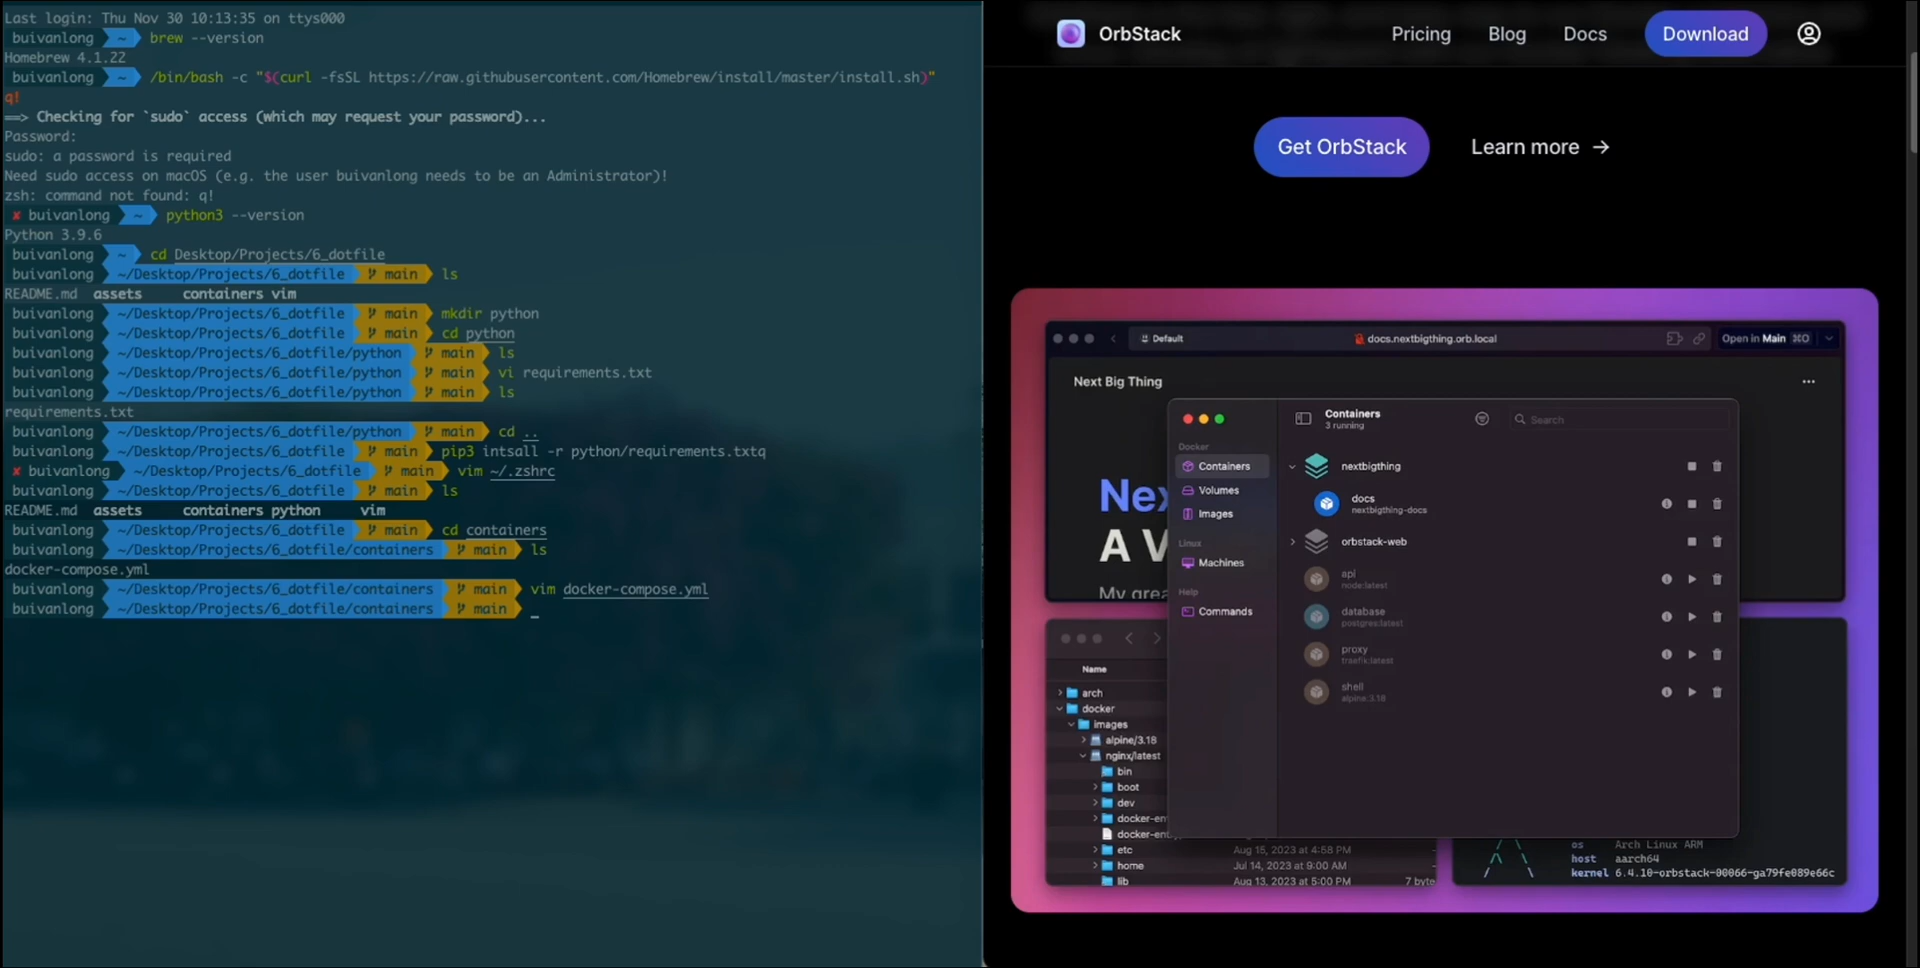 Last login: Thu Nov 30 10:13:35 on ttys000
buivanlong ~ brew --version
Homebrew 4.1.22
buivanlong ~ /bin/bash -c "$(curl -fsSL https://raw.githubusercontent.com/Homebrew/install/master/install.sh)"
q!
==> Checking for `sudo` access (which may request your password)...
Password:
sudo: a password is required
Need sudo access on macOS (e.g. the user buivanlong needs to be an Administrator)!
zsh: command not found: q!
✘ buivanlong ~ python3 --version
Python 3.9.6
buivanlong ~ cd Desktop/Projects/6_dotfile
buivanlong ~/Desktop/Projects/6_dotfile main ls
README.md assets containers vim
buivanlong ~/Desktop/Projects/6_dotfile main mkdir python
buivanlong ~/Desktop/Projects/6_dotfile main cd python
buivanlong ~/Desktop/Projects/6_dotfile/python main ls
buivanlong ~/Desktop/Projects/6_dotfile/python main vi requirements.txt
buivanlong ~/Desktop/Projects/6_dotfile/python main ls
requirements.txt
buivanlong ~/Desktop/Projects/6_dotfile/python main cd ..
buivanlong ~/Desktop/Projects/6_dotfile main pip3 intsall -r python/requirements.txtq
✘ buivanlong ~/Desktop/Projects/6_dotfile main vim ~/.zshrc
buivanlong ~/Desktop/Projects/6_dotfile main ls
README.md assets containers python vim
buivanlong ~/Desktop/Projects/6_dotfile main cd containers
buivanlong ~/Desktop/Projects/6_dotfile/containers main ls
docker-compose.yml
buivanlong ~/Desktop/Projects/6_dotfile/containers main vim docker-compose.yml
buivanlong ~/Desktop/Projects/6_dotfile/containers main _
OrbStack Pricing Blog Docs Download
Get OrbStack Learn more →
Default docs.nextbigthing.orb.local Open in Main ⌘O
Next Big Thing
Nex
A V
My grea
Containers
3 running
Search
Docker
Containers
Volumes
Images
Linux
Machines
Help
Commands
nextbigthing
docs
nextbigthing-docs
orbstack-web
api
node:latest
database
postgres:latest
proxy
traefik:latest
shell
alpine:3.18
Name
arch
docker
images
alpine/3.18
nginx/latest
bin
boot
dev
docker-en
docker-en
etc Aug 15, 2023 at 4:58 PM
home Jul 14, 2023 at 9:00 AM
lib Aug 13, 2023 at 5:00 PM 7 byte
os Arch Linux ARM
host aarch64
kernel 6.4.10-orbstack-00066-ga79fe089e66c